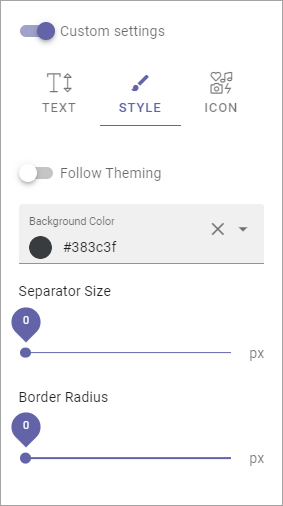 Custom settings
TEXT STYLE ICON
Follow Theming
Background Color
#383c3f
Separator Size
0
px
Border Radius
0
px